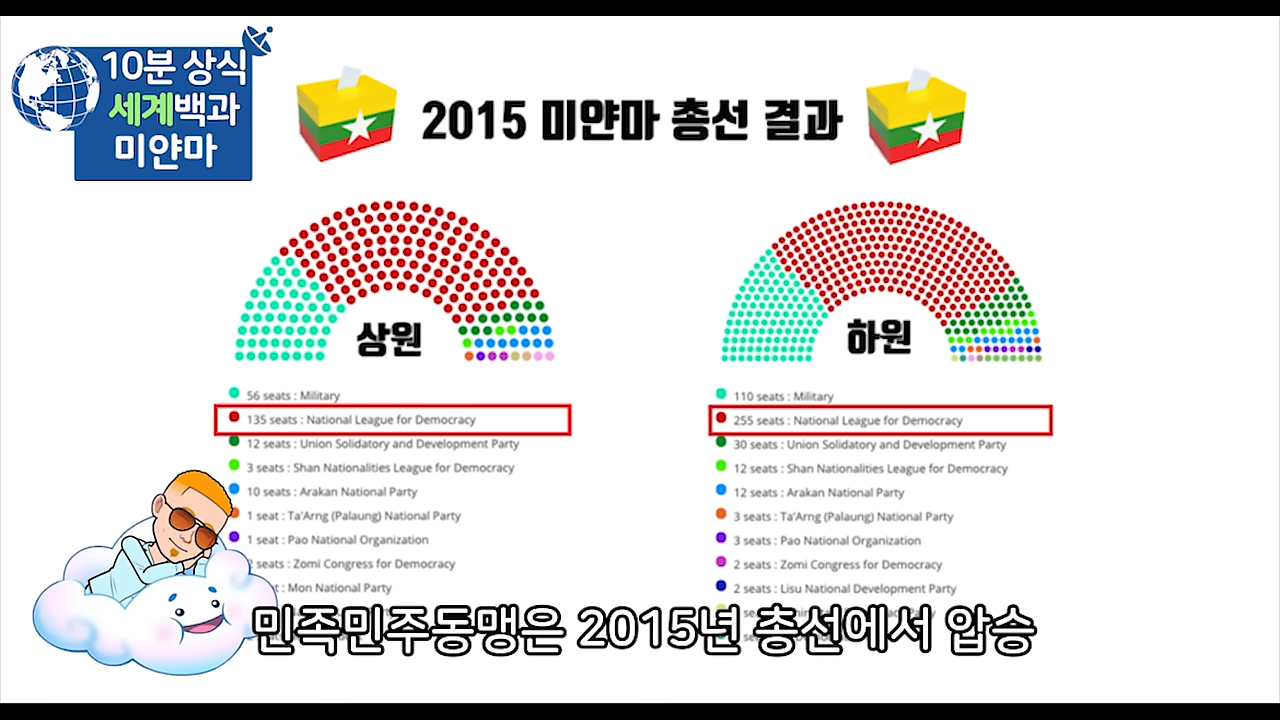 10분 상식
세계백과
미얀마
2015 미얀마 총선 결과
상원
56 seats : Military
135 seats : National League for Democracy
12 seats : Union Solidatory and Development Party
3 seats : Shan Nationalities League for Democracy
10 seats : Arakan National Party
1 seat : Ta'Arng (Palaung) National Party
1 seat : Pao National Organization
seats : Zomi Congress for Democracy
: Mon National Party
하원
110 seats : Military
255 seats : National League for Democracy
30 seats : Union Solidatory and Development Party
12 seats : Shan Nationalities League for Democracy
12 seats : Arakan National Party
3 seats : Ta'Arng (Palaung) National Party
3 seats : Pao National Organization
2 seats : Zomi Congress for Democracy
2 seats : Lisu National Development Party
민족민주동맹은 2015년 총선에서 압승